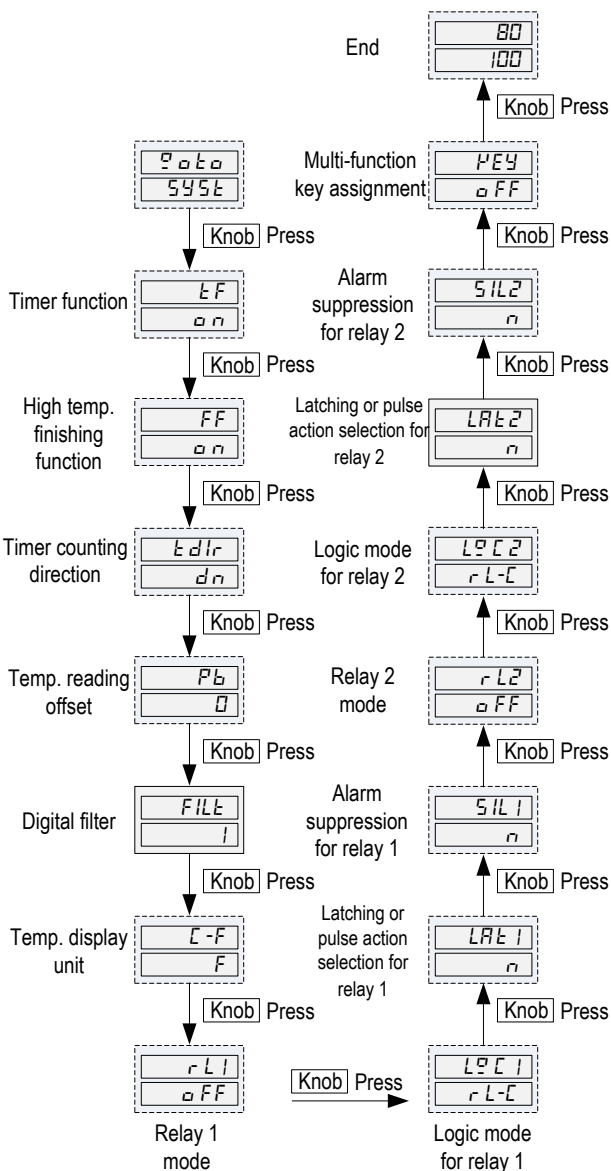 goto
SYSt
Knob Press
Timer function
tF
on
Knob Press
High temp.
finishing
function
FF
on
Knob Press
Timer counting
direction
tdIr
dn
Knob Press
Temp. reading
offset
Pb
0
Knob Press
Digital filter
FILt
1
Knob Press
Temp. display
unit
C-F
F
Knob Press
rL1
oFF
Relay 1
mode
Knob Press
LgC1
rL-C
Logic mode
for relay 1
Knob Press
Latching or
pulse action
selection for
relay 1
LAt1
n
Knob Press
Alarm
suppression
for relay 1
SIL1
n
Knob Press
Relay 2
mode
rL2
oFF
Knob Press
Logic mode
for relay 2
LgC2
rL-C
Knob Press
Latching or pulse
action selection for
relay 2
LAt2
n
Knob Press
Alarm
suppression
for relay 2
SIL2
n
Knob Press
Multi-function
key assignment
KEY
oFF
Knob Press
End
80
100